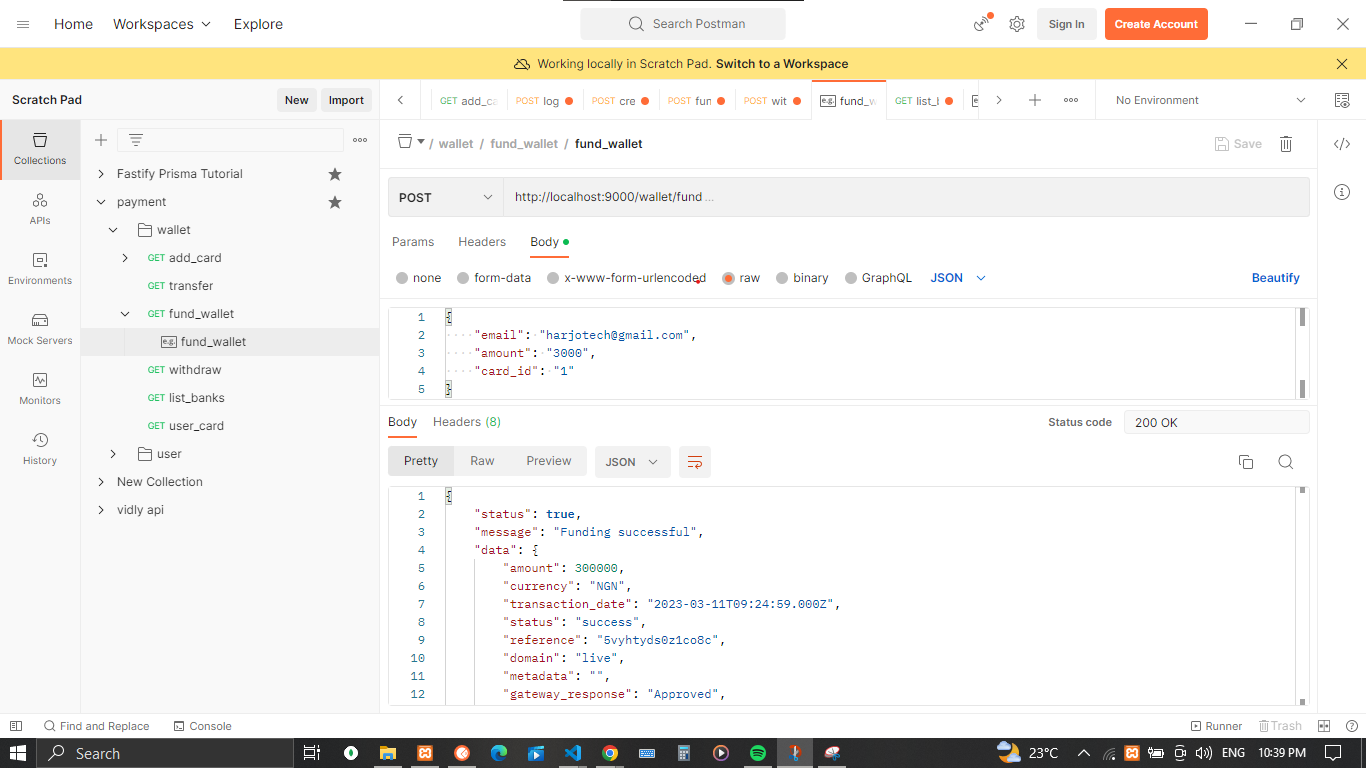 Home Workspaces Explore Search Postman Sign In Create Account
Working locally in Scratch Pad. Switch to a Workspace
Scratch Pad New Import GET add_ca POST log POST cre POST fun POST wit e.g. fund_w GET list_b No Environment
Collections
APIs
Environments
Mock Servers
Monitors
History
Fastify Prisma Tutorial
payment
wallet
GET add_card
GET transfer
GET fund_wallet
e.g. fund_wallet
GET withdraw
GET list_banks
GET user_card
user
New Collection
vidly api
/ wallet / fund_wallet / fund_wallet Save
POST http://localhost:9000/wallet/fund ...
Params Headers Body
none form-data x-www-form-urlencoded raw binary GraphQL JSON Beautify
1 {
2 "email": "harjotech@gmail.com",
3 "amount": "3000",
4 "card_id": "1"
5 }
Body Headers (8) Status code 200 OK
Pretty Raw Preview JSON
1 {
2 "status": true,
3 "message": "Funding successful",
4 "data": {
5 "amount": 300000,
6 "currency": "NGN",
7 "transaction_date": "2023-03-11T09:24:59.000Z",
8 "status": "success",
9 "reference": "5vyhtyds0z1co8c",
10 "domain": "live",
11 "metadata": "",
12 "gateway_response": "Approved",
Find and Replace Console Runner Trash
Search 23°C ENG 10:39 PM